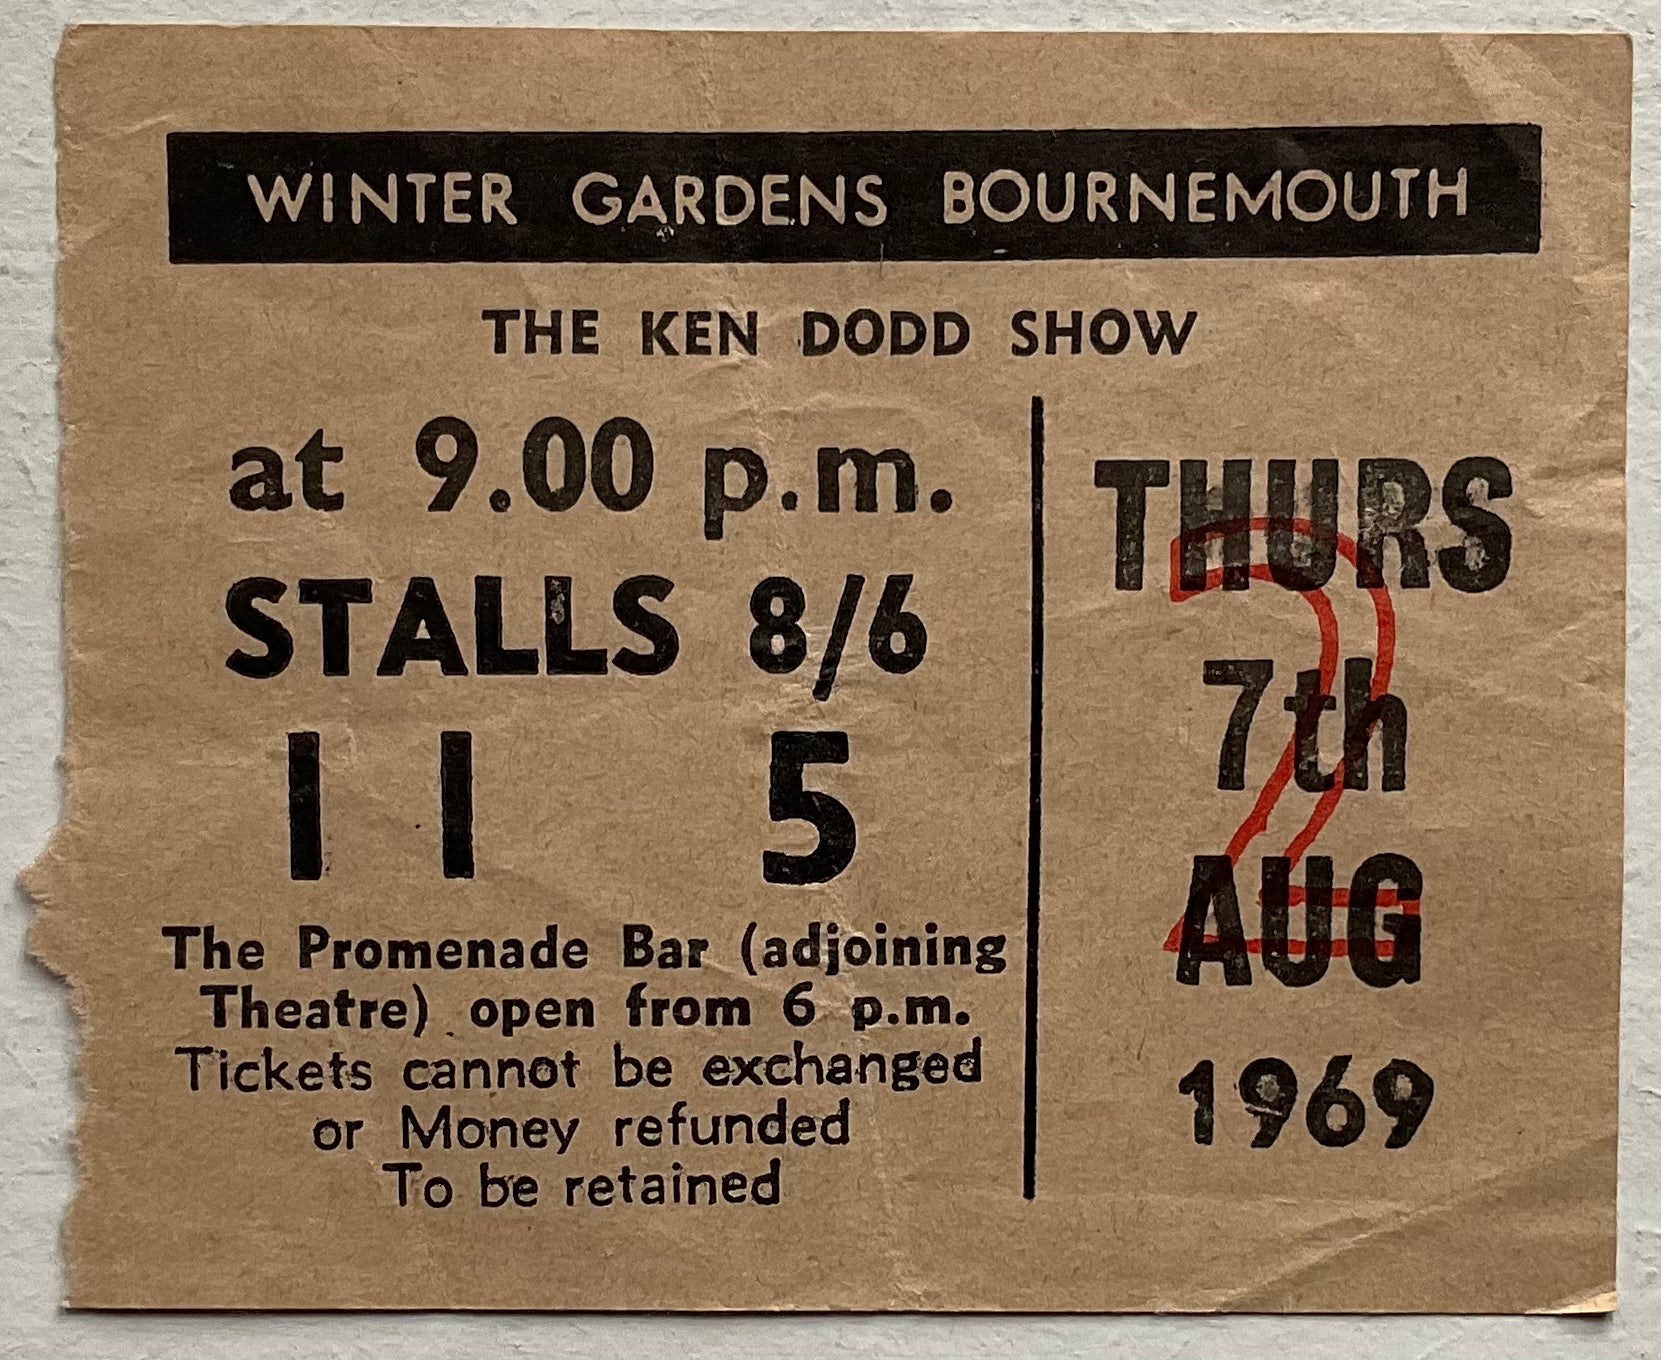 WINTER GARDENS BOURNEMOUTH
THE KEN DODD SHOW
at 9.00 p.m.
STALLS 8/6
11 5
The Promenade Bar (adjoining
Theatre) open from 6 p.m.
Tickets cannot be exchanged
or Money refunded
To be retained
THURS
2
7th
AUG
1969